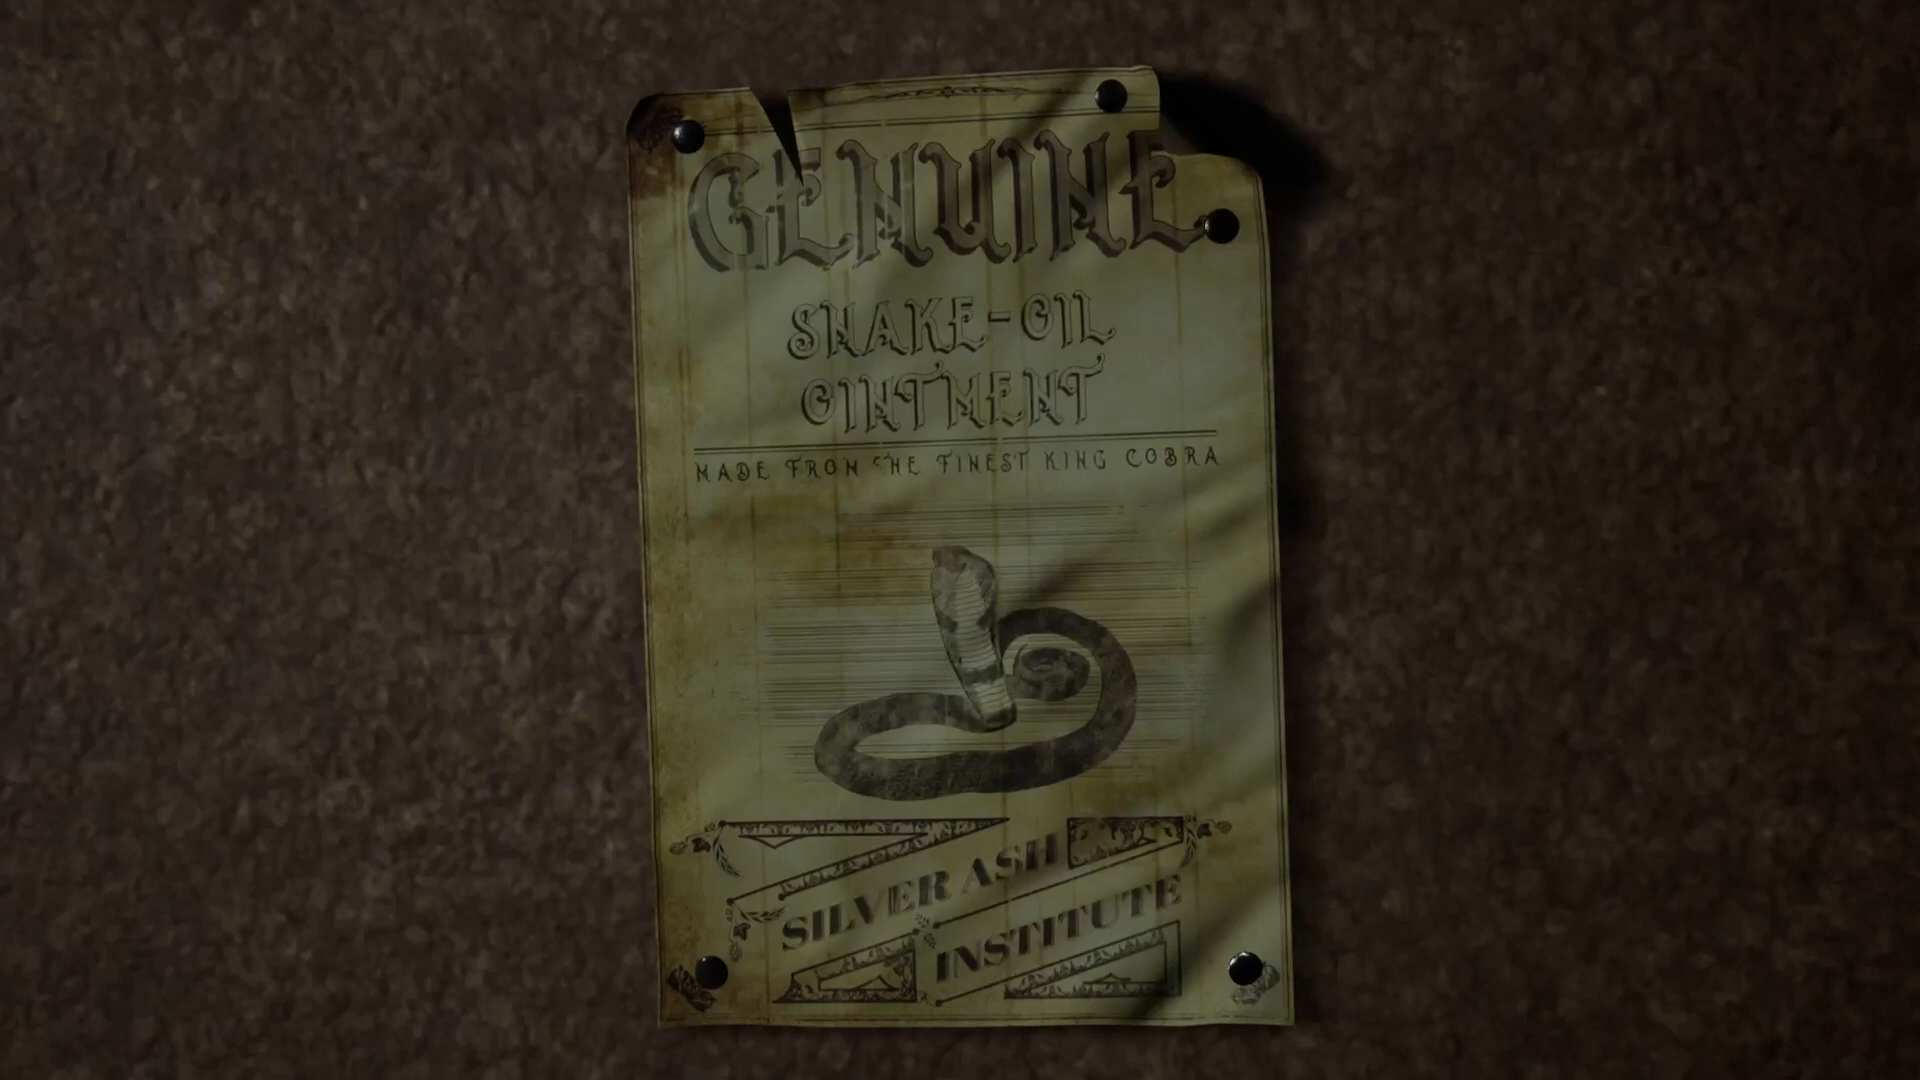 GENUINE
SNAKE-OIL
OINTMENT
MADE FROM THE FINEST KING COBRA
SILVER ASH
INSTITUTE